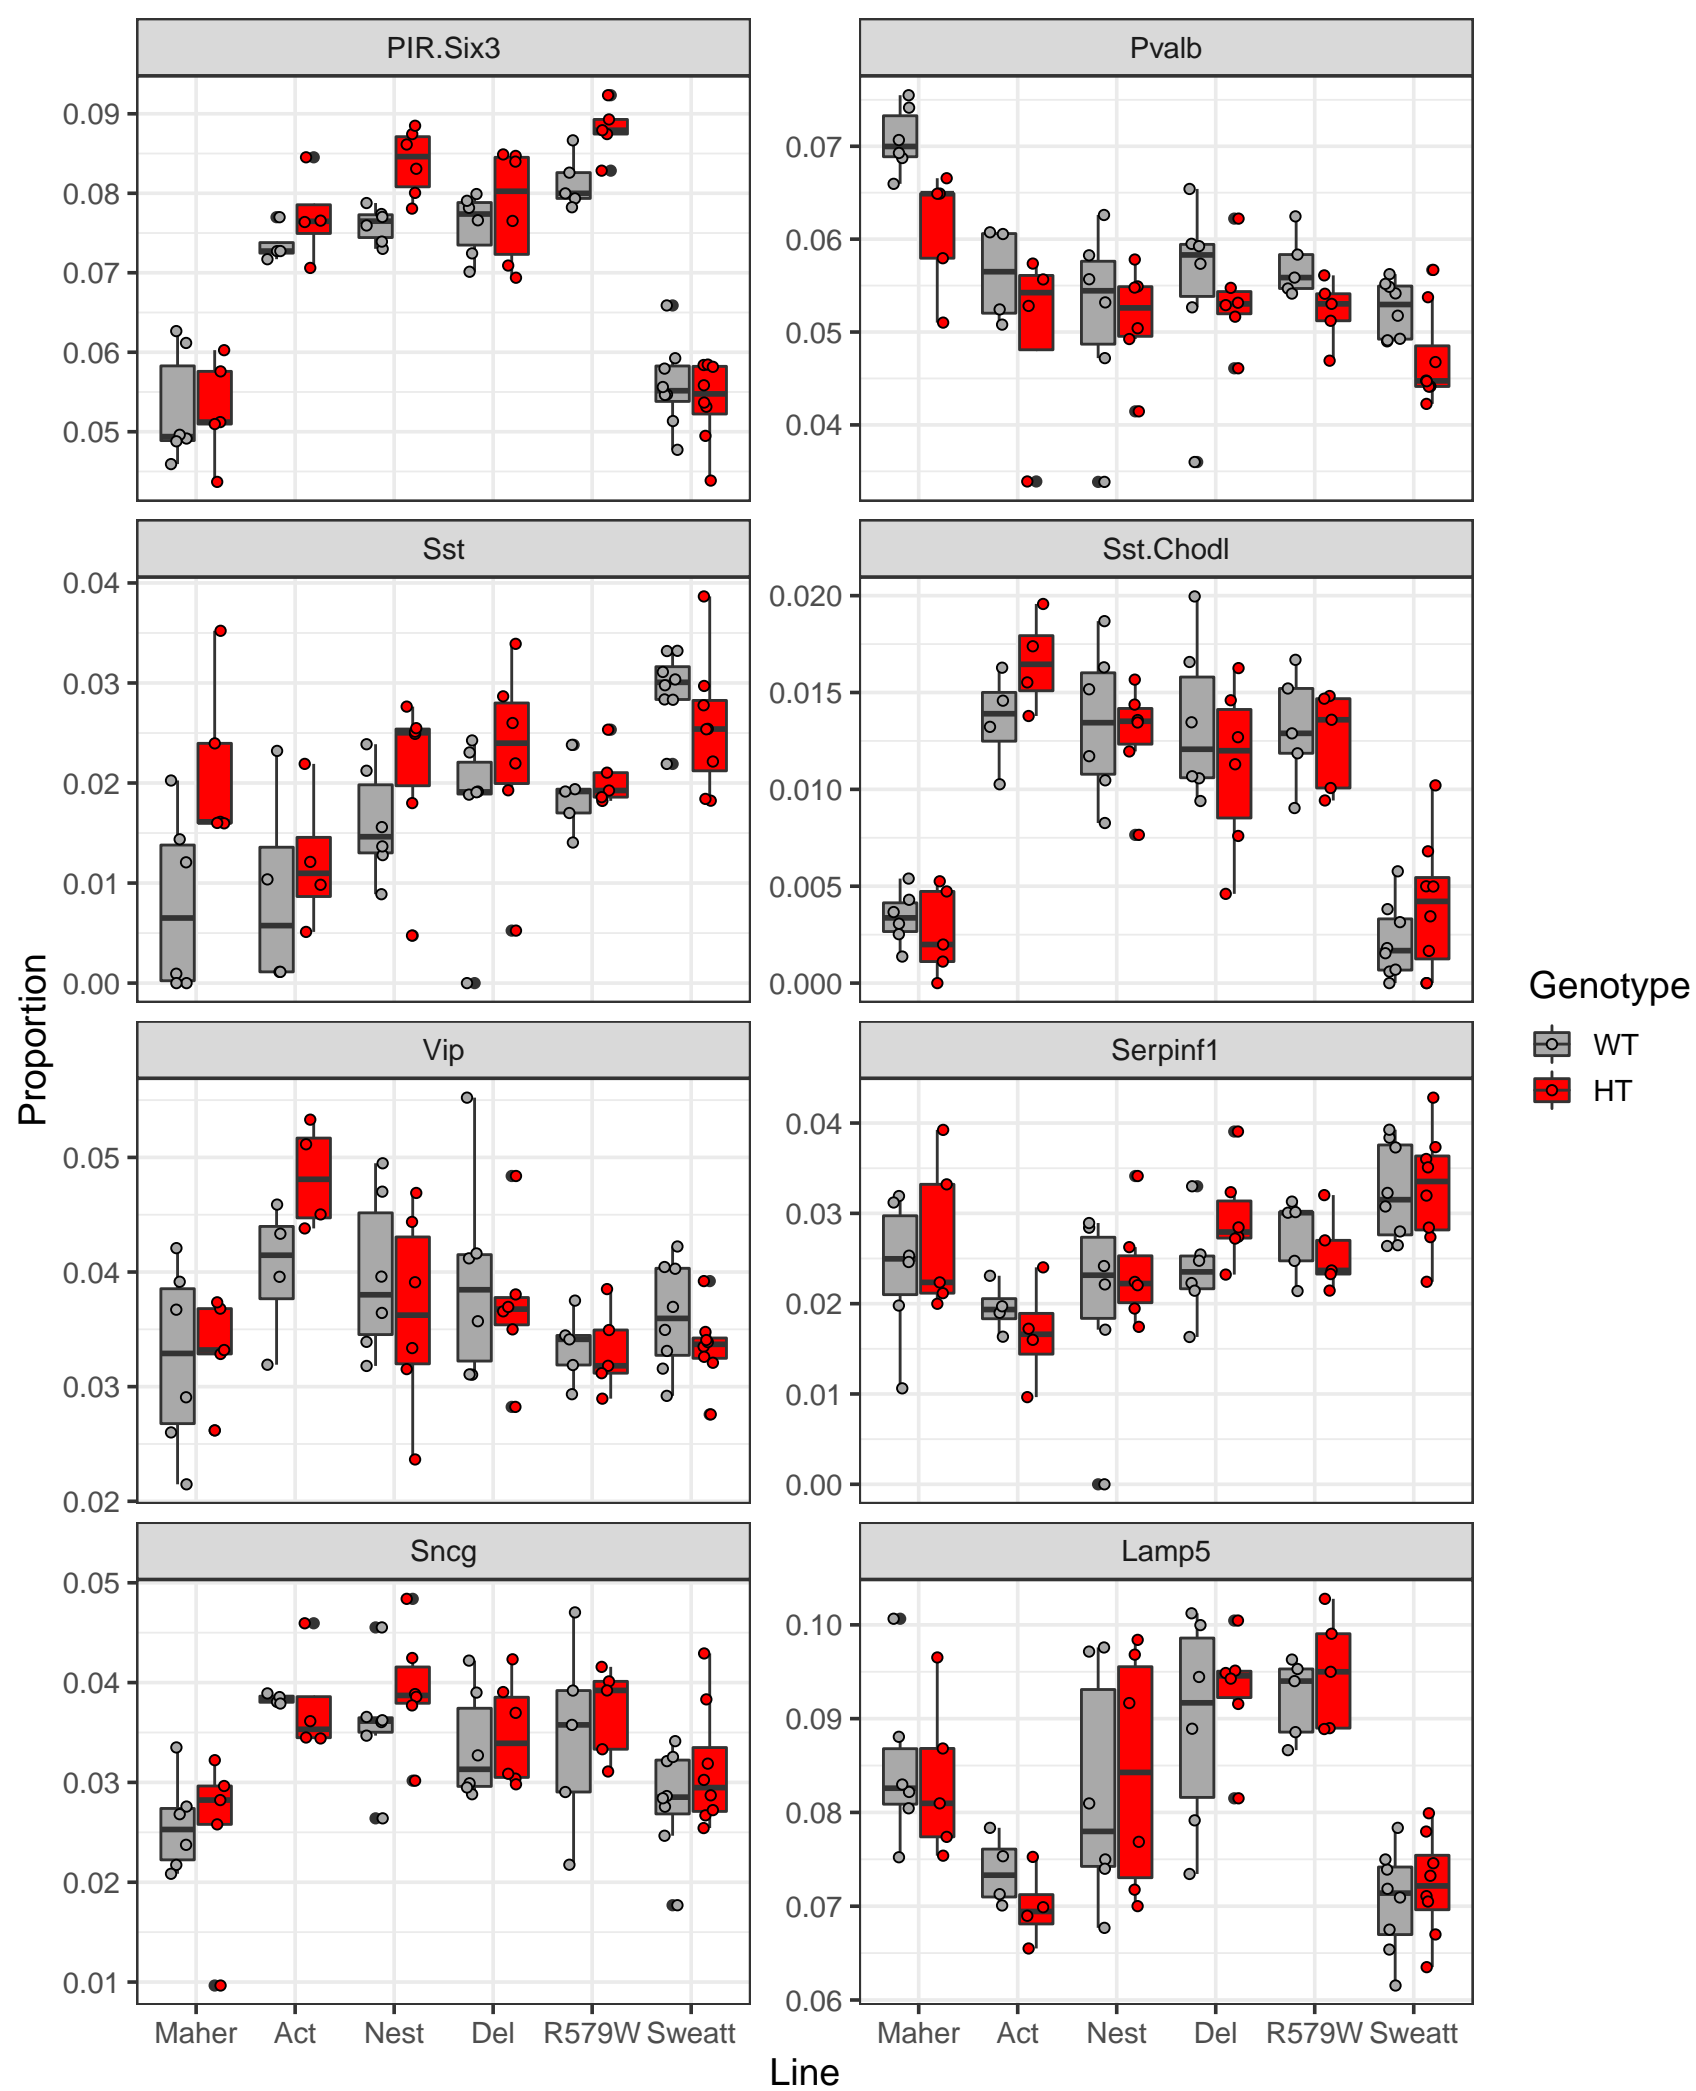 PIR.Six3
Pvalb
0.09
0.08
0.07
0.06
0.05
0.07
0.06
0.05
0.04
Sst
Sst.Chodl
0.04
0.03
0.02
0.01
0.00
0.020
0.015
0.010
0.005
0.000
Vip
Serpinf1
0.05
0.04
0.03
0.02
0.04
0.03
0.02
0.01
0.00
Sncg
Lamp5
0.05
0.04
0.03
0.02
0.01
0.10
0.09
0.08
0.07
0.06
Maher Act Nest Del R579W Sweatt
Maher Act Nest Del R579W Sweatt
Line
Proportion
Genotype
WT
HT